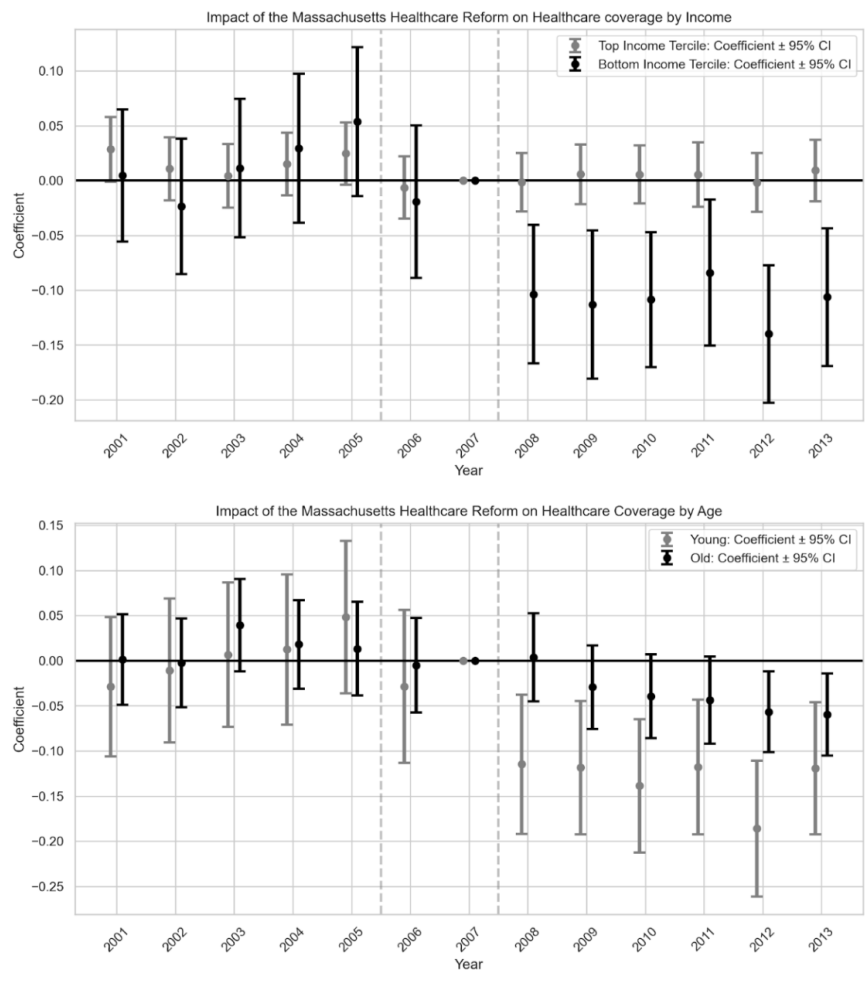 Impact of the Massachusetts Healthcare Reform on Healthcare coverage by Income
Top Income Tercile: Coefficient ± 95% CI
Bottom Income Tercile: Coefficient ± 95% CI
0.10
0.05
0.00
−0.05
−0.10
−0.15
−0.20
Coefficient
2001 2002 2003 2004 2005 2006 2007 2008 2009 2010 2011 2012 2013
Year
Impact of the Massachusetts Healthcare Reform on Healthcare Coverage by Age
Young: Coefficient ± 95% CI
Old: Coefficient ± 95% CI
0.15
0.10
0.05
0.00
−0.05
−0.10
−0.15
−0.20
−0.25
Coefficient
2001 2002 2003 2004 2005 2006 2007 2008 2009 2010 2011 2012 2013
Year